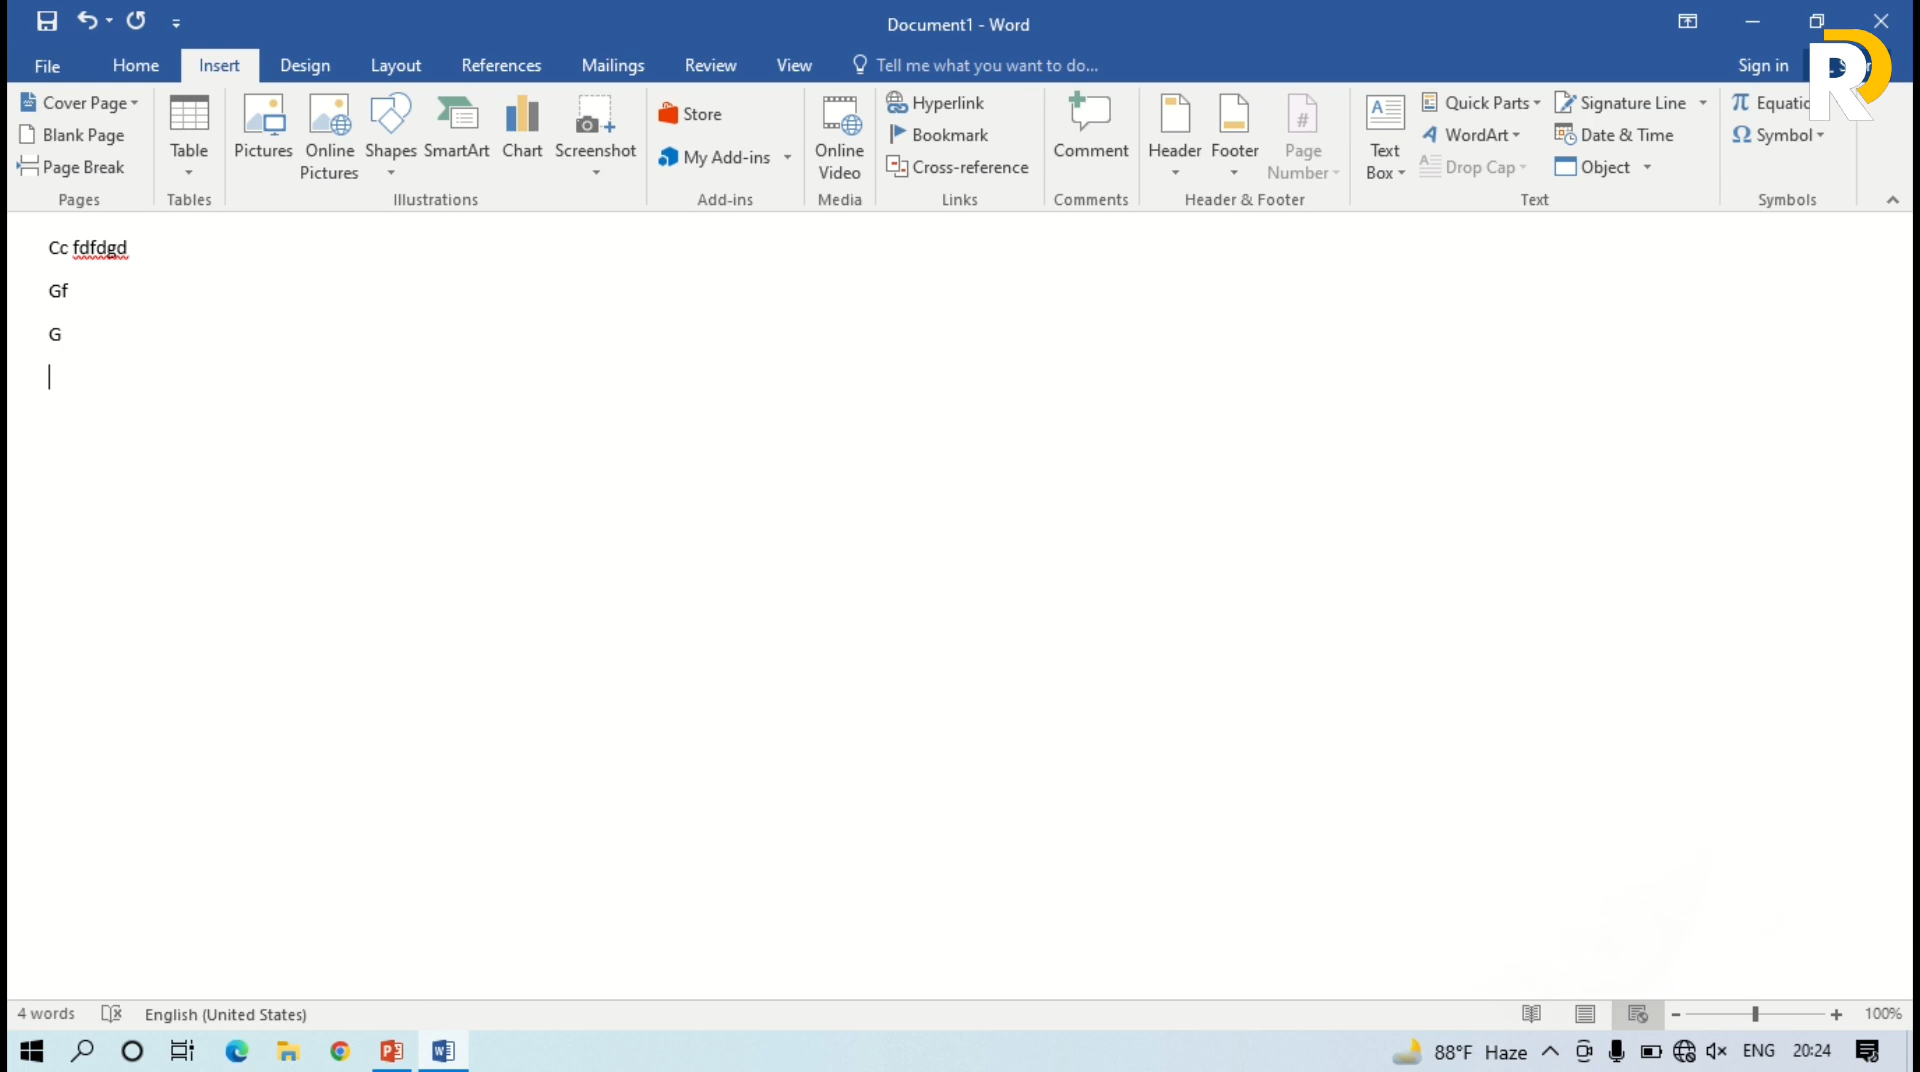 Document1 - Word
File Home Insert Design Layout References Mailings Review View Tell me what you want to do... Sign in
Cover Page
Blank Page
Page Break
Pages
Table
Tables
Pictures
Online Pictures
Shapes
SmartArt
Chart
Screenshot
Illustrations
Store
My Add-ins
Add-ins
Online Video
Media
Hyperlink
Bookmark
Cross-reference
Links
Comment
Comments
Header
Footer
Page Number
#
Header & Footer
Text Box
A
Quick Parts
WordArt
Drop Cap
Signature Line
Date & Time
Object
Text
π
Ω Symbol
Symbols
R
Cc fdfdgd
Gf
G
4 words English (United States) 100%
88°F Haze ENG 20:24